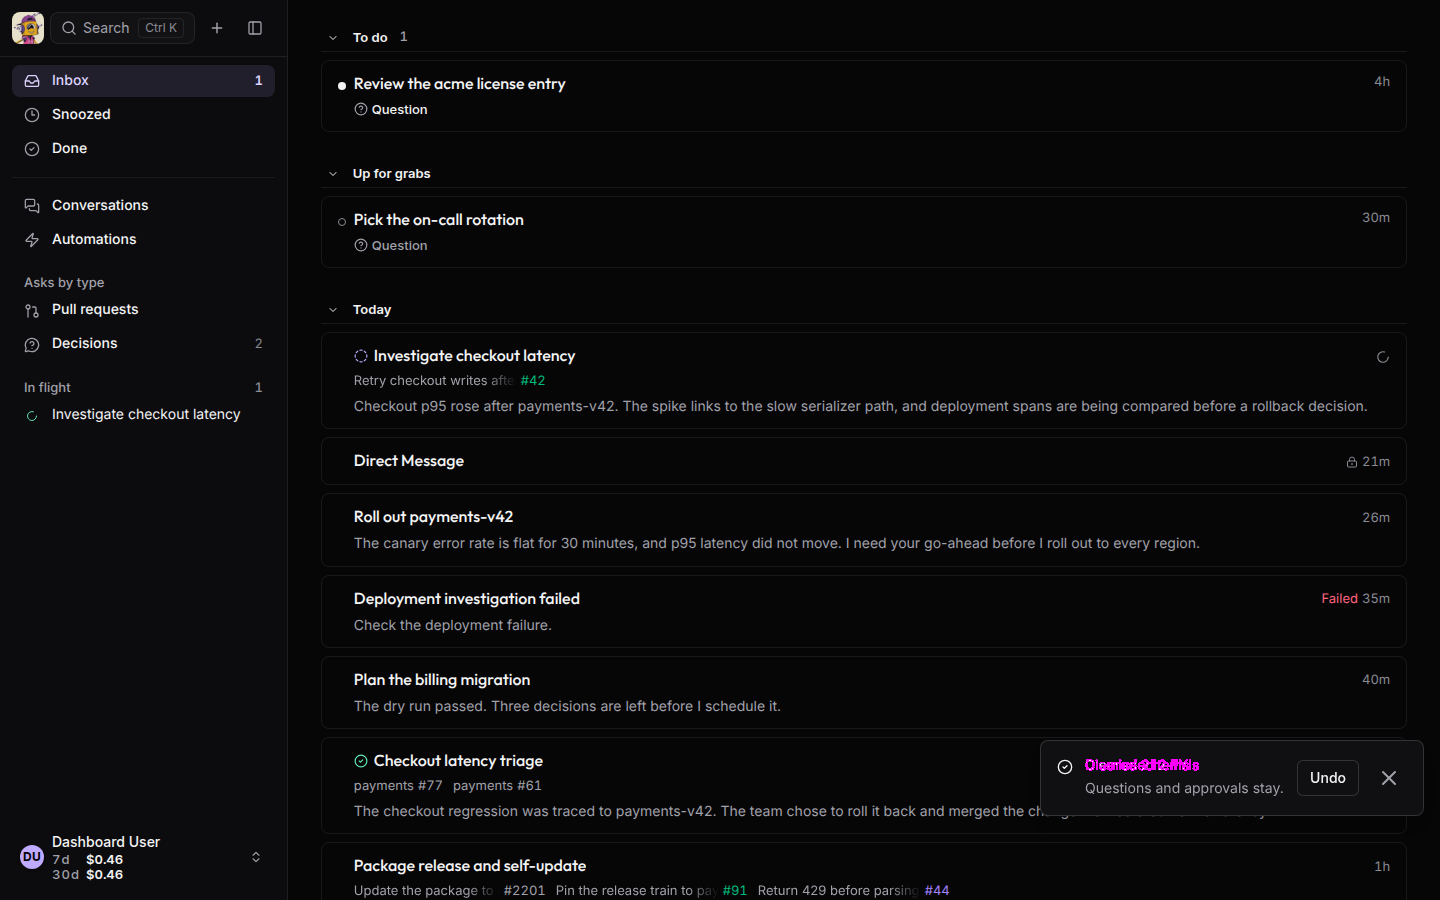 Search Ctrl K
Inbox 1
Snoozed
Done
Conversations
Automations
Asks by type
Pull requests
Decisions 2
In flight 1
Investigate checkout latency
DU Dashboard User
7d $0.46
30d $0.46
To do 1
Review the acme license entry 4h
Question
Up for grabs
Pick the on-call rotation 30m
Question
Today
Investigate checkout latency
Retry checkout writes afte #42
Checkout p95 rose after payments-v42. The spike links to the slow serializer path, and deployment spans are being compared before a rollback decision.
Direct Message 21m
Roll out payments-v42 26m
The canary error rate is flat for 30 minutes, and p95 latency did not move. I need your go-ahead before I roll out to every region.
Deployment investigation failed Failed 35m
Check the deployment failure.
Plan the billing migration 40m
The dry run passed. Three decisions are left before I schedule it.
Checkout latency triage
payments #77 payments #61
The checkout regression was traced to payments-v42. The team chose to roll it back and merged the
Questions and approvals stay.
Undo
Package release and self-update 1h
Update the package to #2201 Pin the release train to pay #91 Return 429 before parsing #44